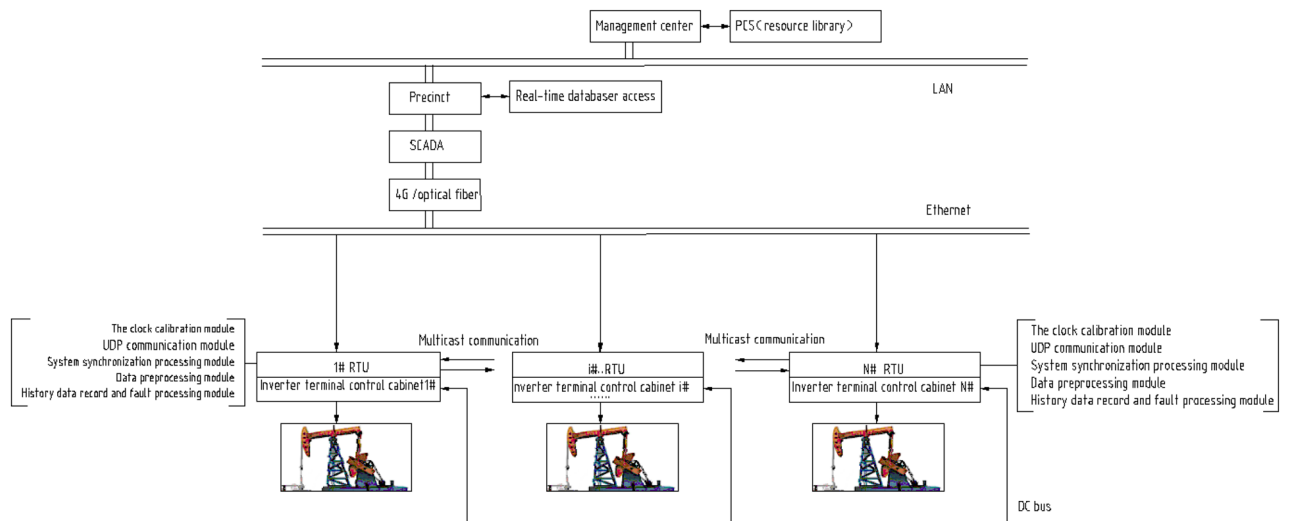 Management center
PCS(resource library)
LAN
Precinct
Real-time databaser access
SCADA
4G /optical fiber
Ethernet
The clock calibration module
UDP communication module
System synchronization processing module
Data preprocessing module
History data record and fault processing module
Multicast communication
Multicast communication
1# RTU
Inverter terminal control cabinet1#
i#..RTU
nverter terminal control cabinet i#
......
N# RTU
Inverter terminal control cabinet N#
The clock calibration module
UDP communication module
System synchronization processing module
Data preprocessing module
History data record and fault processing module
DC bus